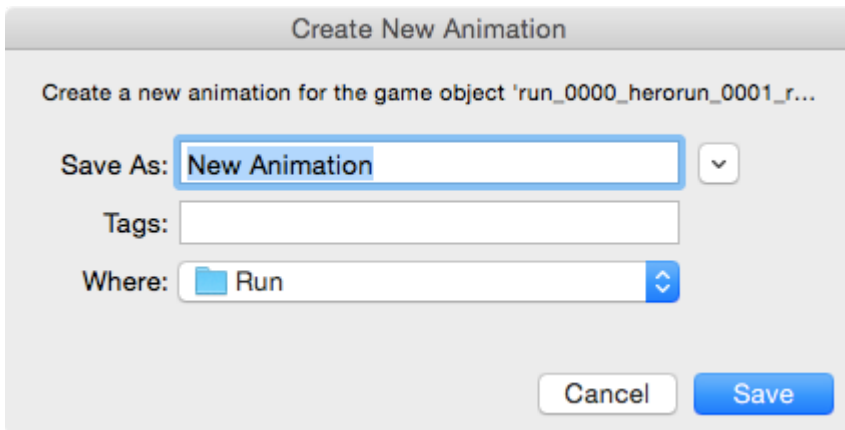 Create New Animation
Create a new animation for the game object 'run_0000_herorun_0001_r...
Save As: New Animation
Tags:
Where: Run
Cancel Save